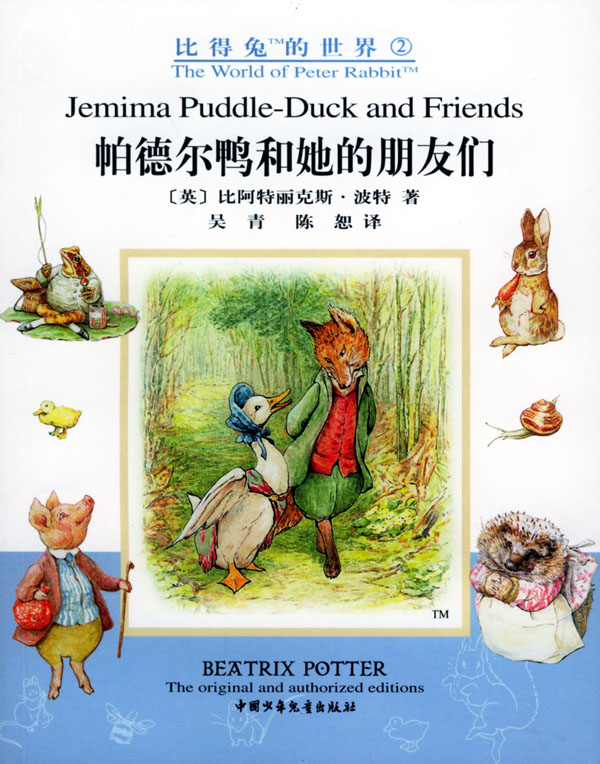 比得兔™的世界②
The World of Peter Rabbit™
Jemima Puddle-Duck and Friends
帕德尔鸭和她的朋友们
〔英〕比阿特丽克斯·波特 著
吴青 陈恕译
TM
BEATRIX POTTER
The original and authorized editions
中国少年儿童出版社